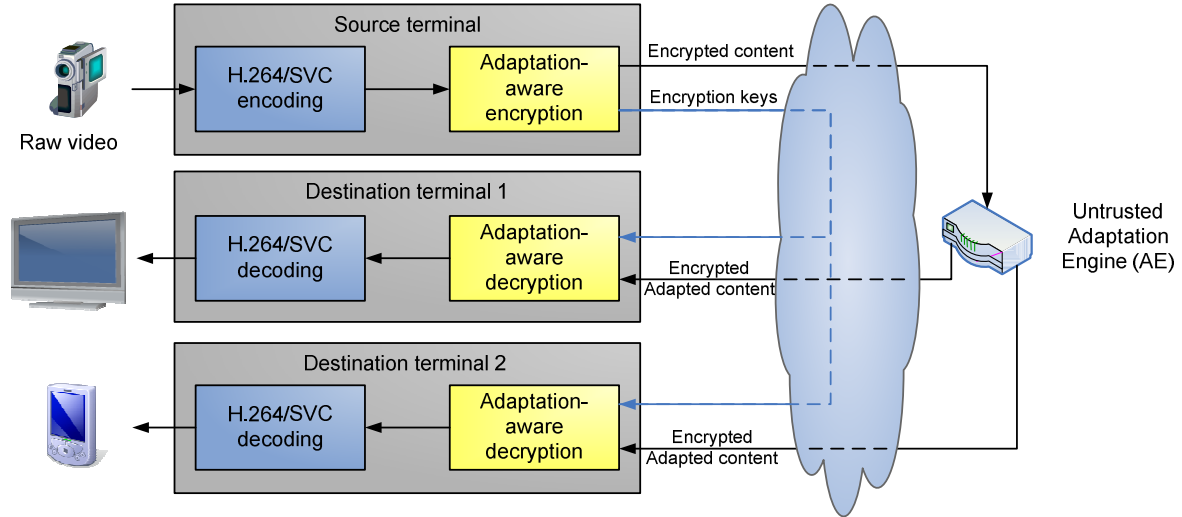 Source terminal
Raw video
H.264/SVC
encoding
Adaptation-
aware
encryption
Encrypted content
Encryption keys
Destination terminal 1
H.264/SVC
decoding
Adaptation-
aware
decryption
Encrypted
Adapted content
Untrusted
Adaptation
Engine (AE)
Destination terminal 2
H.264/SVC
decoding
Adaptation-
aware
decryption
Encrypted
Adapted content